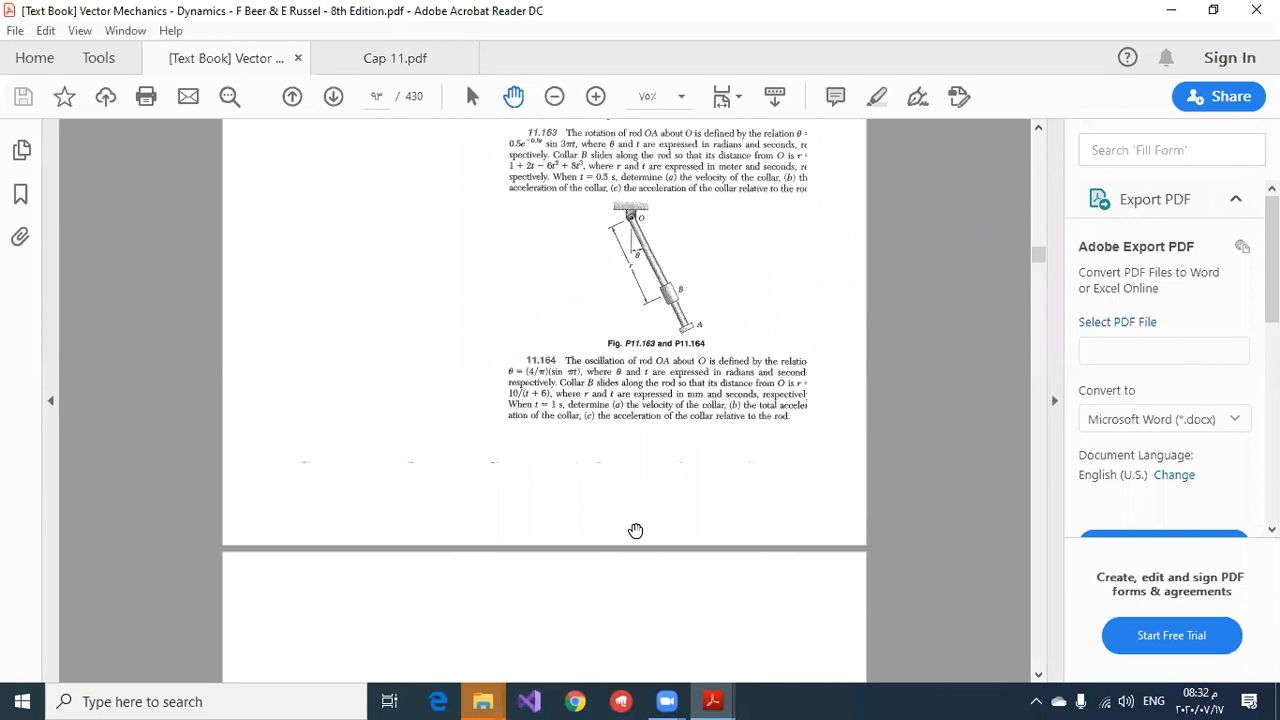 [Text Book] Vector Mechanics - Dynamics - F Beer & E Russel - 8th Edition.pdf - Adobe Acrobat Reader DC
File Edit View Window Help
Home Tools [Text Book] Vector ... × Cap 11.pdf Sign In
٩٣ / 430 ٧٥% Share
11.163 The rotation of rod OA about O is defined by the relation θ =
0.5e⁻⁰·⁸ᵗ sin 3πt, where θ and t are expressed in radians and seconds, re
spectively. Collar B slides along the rod so that its distance from O is r =
1 + 2t − 6t² + 8t³, where r and t are expressed in meter and seconds, re
spectively. When t = 0.5 s, determine (a) the velocity of the collar, (b) the
acceleration of the collar, (c) the acceleration of the collar relative to the rod
O
θ
r
B
A
Fig. P11.163 and P11.164
11.164 The oscillation of rod OA about O is defined by the relatio
θ = (4/π)(sin πt), where θ and t are expressed in radians and second
respectively. Collar B slides along the rod so that its distance from O is r =
10/(t + 6), where r and t are expressed in mm and seconds, respectively
When t = 1 s, determine (a) the velocity of the collar, (b) the total acceler
ation of the collar, (c) the acceleration of the collar relative to the rod.
Search 'Fill Form'
Export PDF
Adobe Export PDF
Convert PDF Files to Word
or Excel Online
Select PDF File
Convert to
Microsoft Word (*.docx)
Document Language:
English (U.S.) Change
Create, edit and sign PDF
forms & agreements
Start Free Trial
Type here to search
ENG
08:32 م
٢٠٢٠/٠٧/١٧